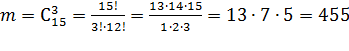 m = C₁₅³ = 15!/(3!·12!) = (13·14·15)/(1·2·3) = 13 · 7 · 5 = 455